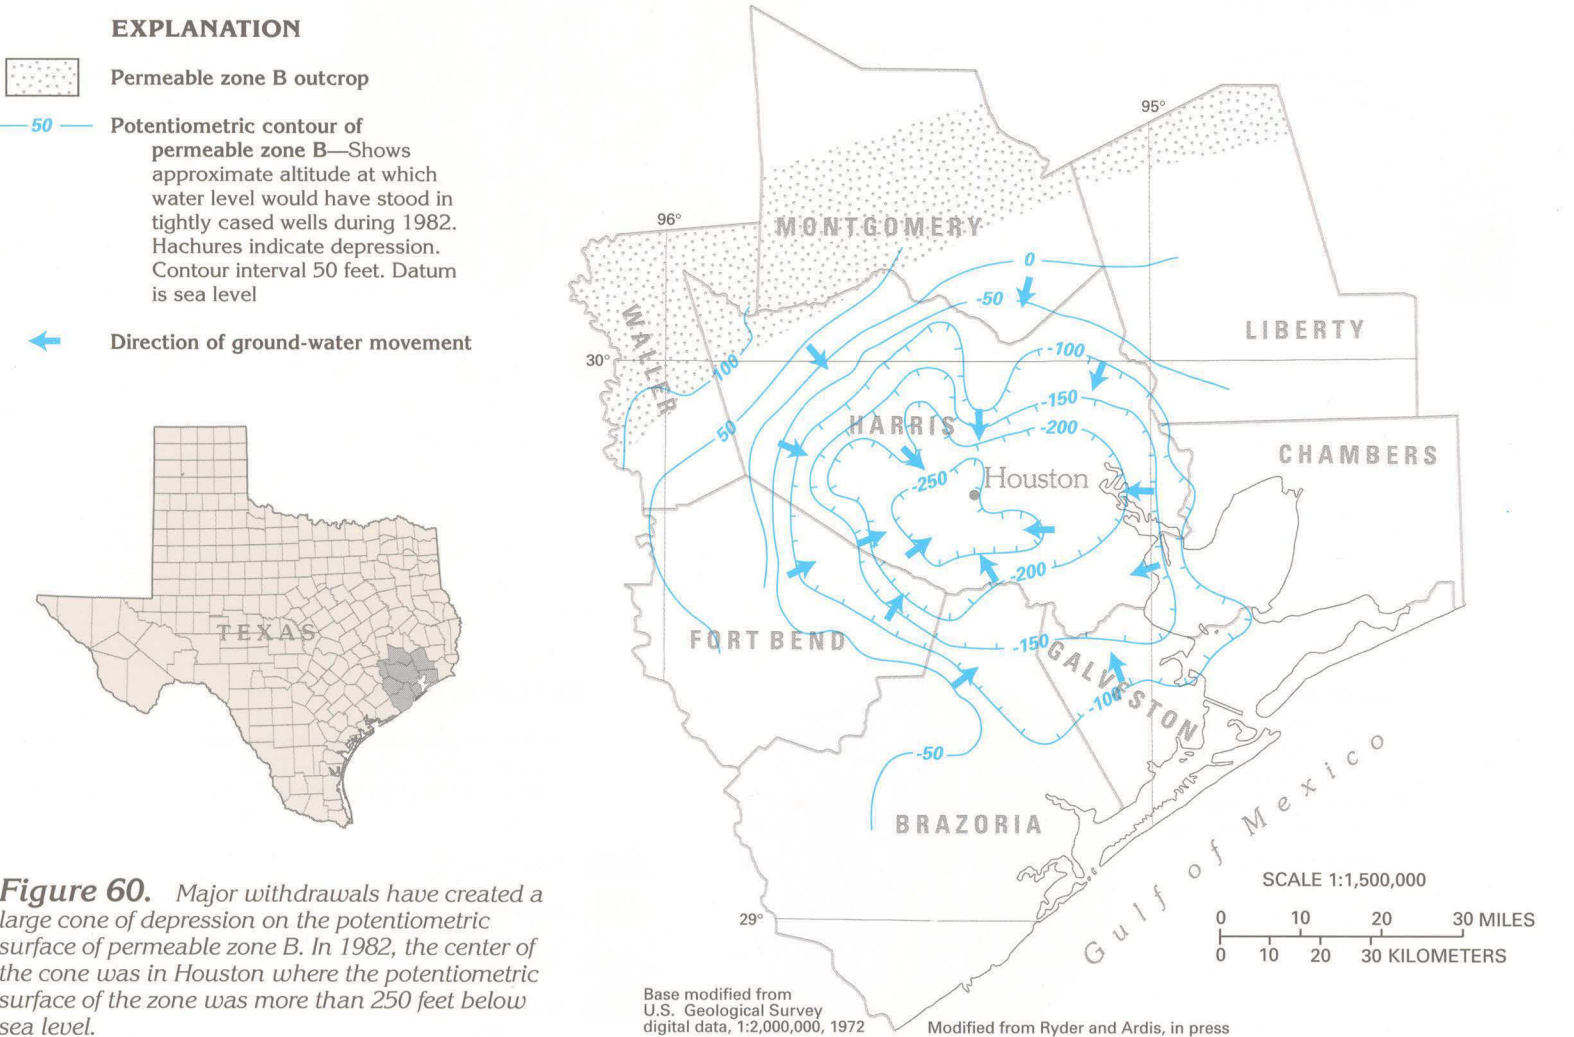 EXPLANATION
Permeable zone B outcrop
50
Potentiometric contour of
permeable zone B—Shows
approximate altitude at which
water level would have stood in
tightly cased wells during 1982.
Hachures indicate depression.
Contour interval 50 feet. Datum
is sea level
Direction of ground-water movement
TEXAS
95°
96°
MONTGOMERY
0
-50
WALLER
LIBERTY
30°
100
-100
-150
50
HARRIS
-200
CHAMBERS
-250
Houston
-200
FORT BEND
-150
GALVESTON
-100
-50
BRAZORIA
Gulf of Mexico
29°
SCALE 1:1,500,000
0 10 20 30 MILES
0 10 20 30 KILOMETERS
Base modified from
U.S. Geological Survey
digital data, 1:2,000,000, 1972
Modified from Ryder and Ardis, in press
Figure 60. Major withdrawals have created a
large cone of depression on the potentiometric
surface of permeable zone B. In 1982, the center of
the cone was in Houston where the potentiometric
surface of the zone was more than 250 feet below
sea level.